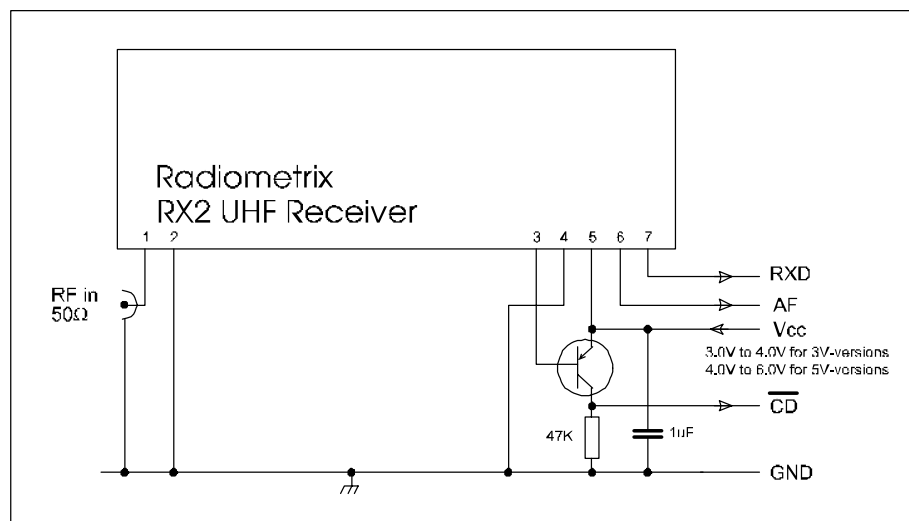 Radiometrix
RX2 UHF Receiver
1 2 3 4 5 6 7
RF in
50Ω
RXD
AF
Vcc
3.0V to 4.0V for 3V-versions
4.0V to 6.0V for 5V-versions
CD
47K
1uF
GND